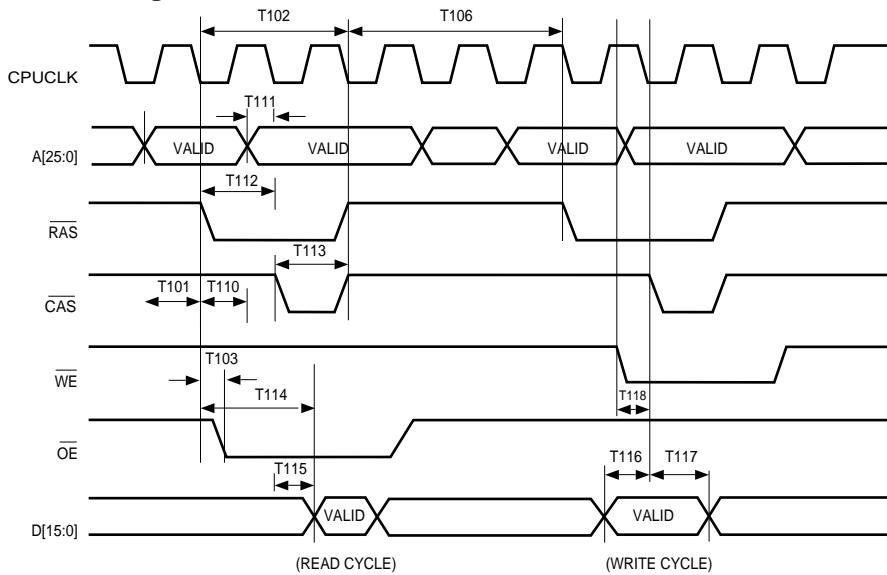 T102 T106
CPUCLK
T111
A[25:0] VALID VALID VALID VALID
T112
RAS
T113
CAS T101 T110
T103
WE
T114 T118
OE
T115 T116 T117
D[15:0] VALID VALID
(READ CYCLE) (WRITE CYCLE)